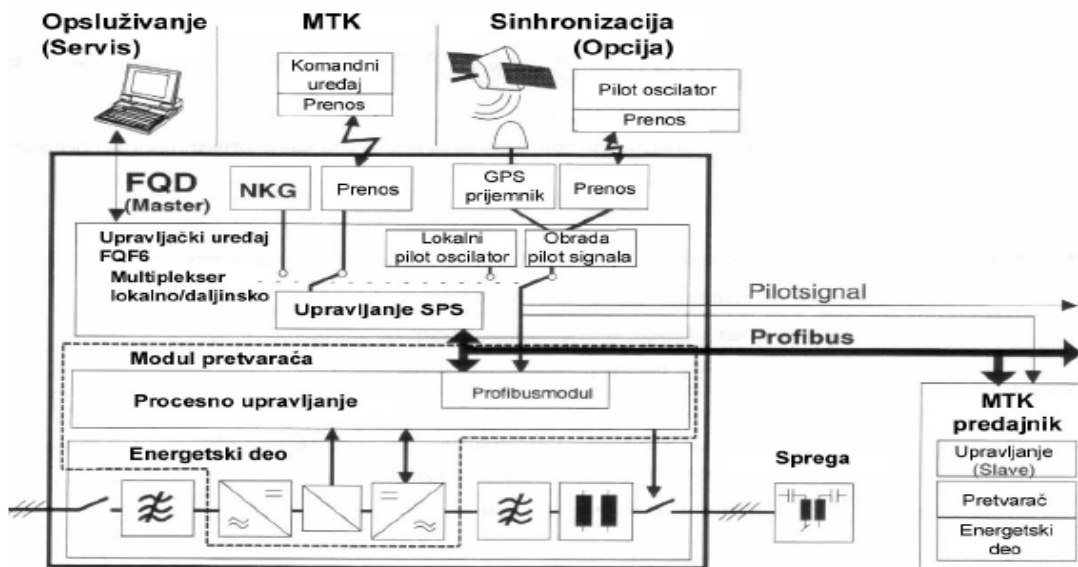 Opsluživanje
(Servis)
MTK
Sinhronizacija
(Opcija)
Komandni
uređaj
Prenos
Pilot oscilator
Prenos
FQD
(Master)
NKG
Prenos
GPS
prijemnik
Prenos
Upravljački uređaj
FQF6
Lokalni
pilot oscilator
Obrada
pilot signala
Multiplekser
lokalno/daljinsko
Upravljanje SPS
Pilotsignal
Profibus
Modul pretvarača
Profibusmodul
Procesno upravljanje
MTK
predajnik
Energetski deo
Sprega
Upravljanje
(Slave)
Pretvarač
Energetski
deo